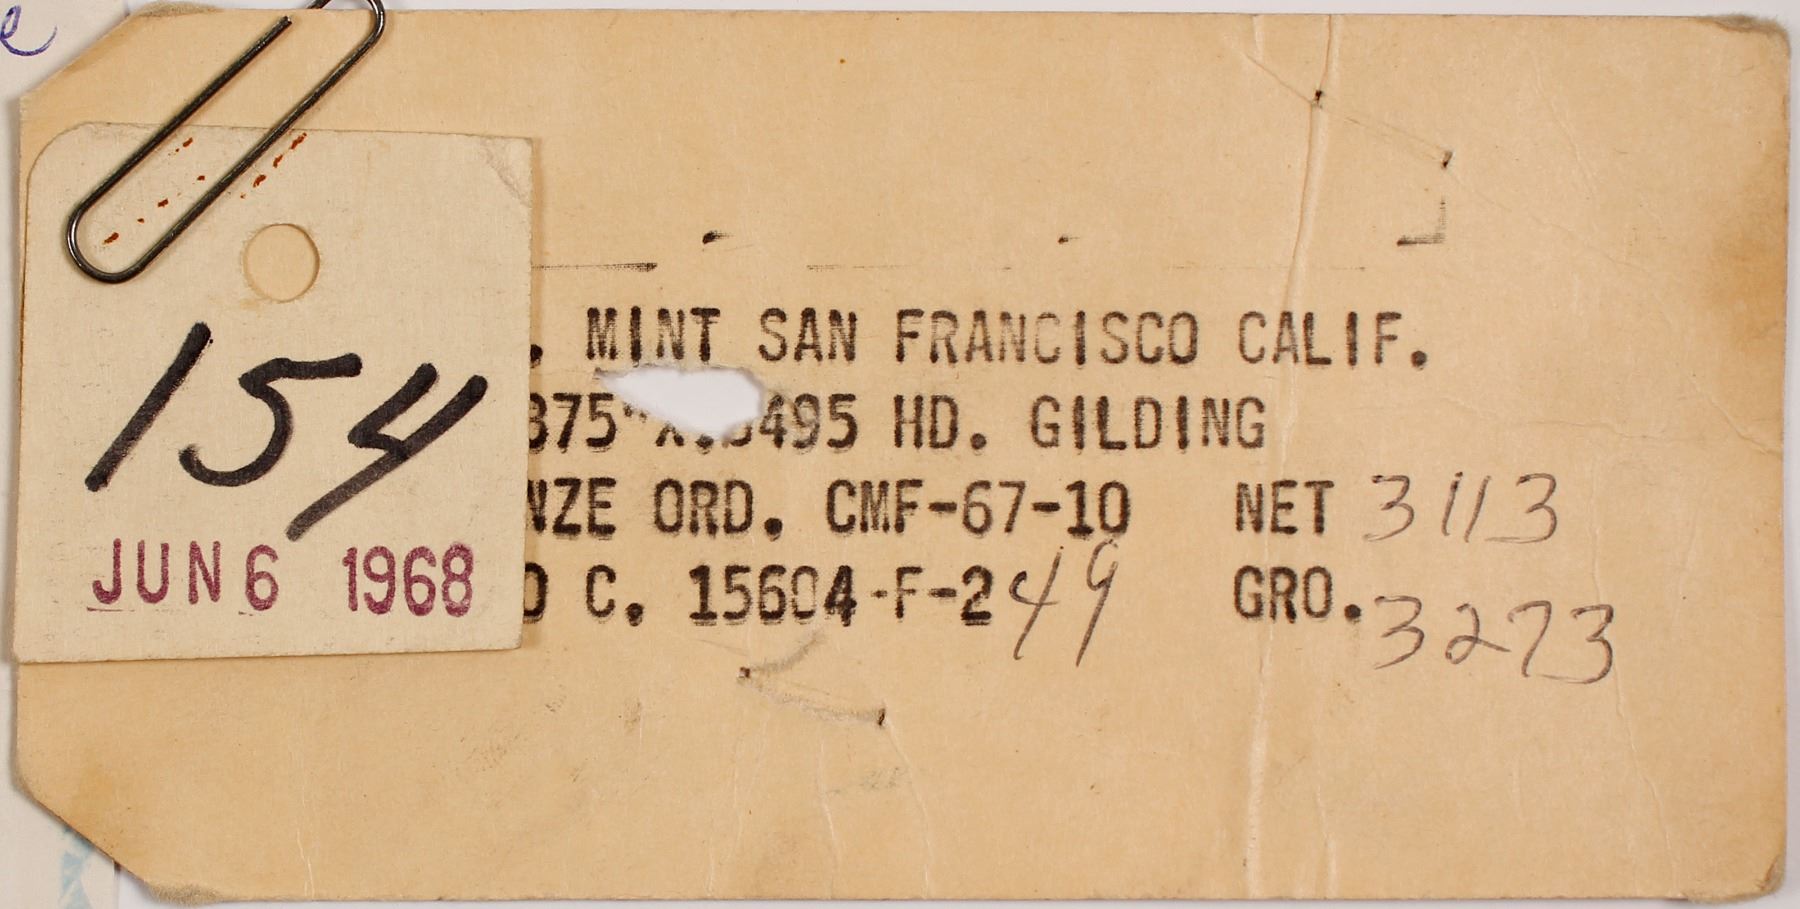 154
JUN 6 1968
. MINT SAN FRANCISCO CALIF.
375" X. 495 HD. GILDING
NZE ORD. CMF-67-10 NET 3113
C. 15604-F-249 GRO. 3273